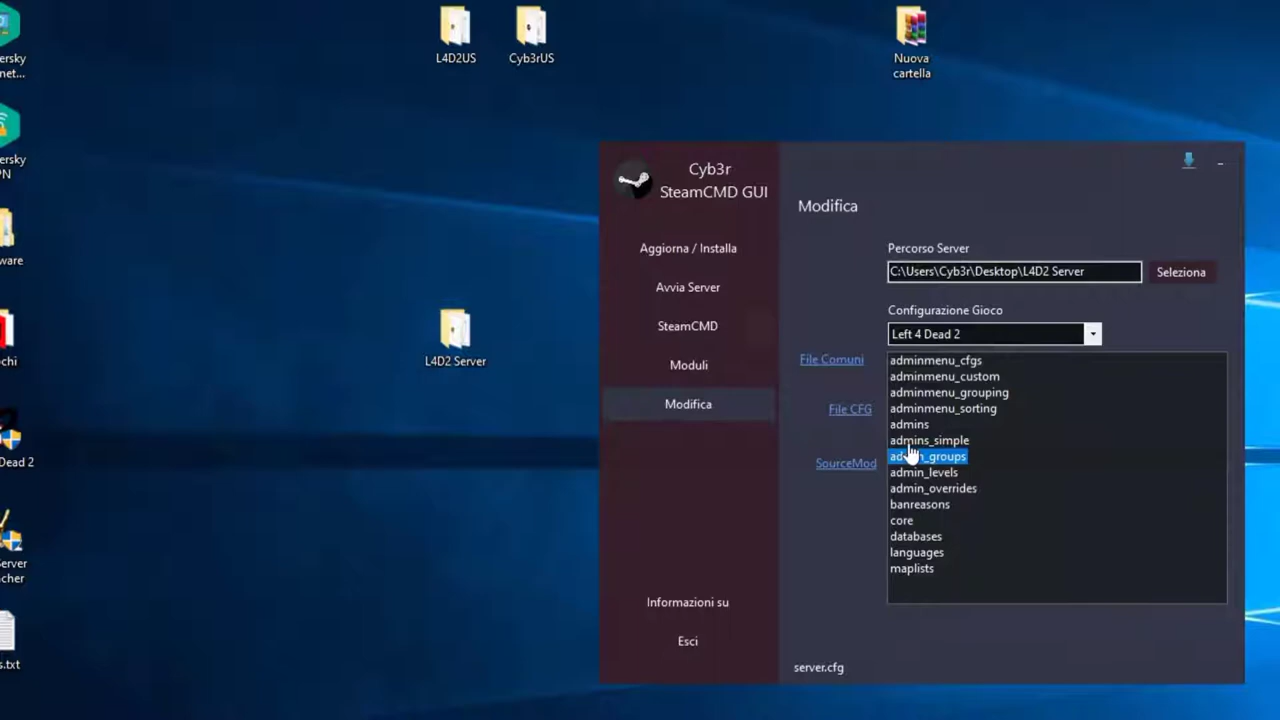 ersky
net...
L4D2US
Cyb3rUS
Nuova
cartella
ersky
PN
ware
L4D2 Server
chi
Dead 2
Server
cher
s.txt
Cyb3r
SteamCMD GUI
Aggiorna / Installa
Avvia Server
SteamCMD
Moduli
Modifica
Informazioni su
Esci
Modifica
Percorso Server
C:\Users\Cyb3r\Desktop\L4D2 Server
Seleziona
Configurazione Gioco
Left 4 Dead 2
File Comuni
File CFG
SourceMod
adminmenu_cfgs
adminmenu_custom
adminmenu_grouping
adminmenu_sorting
admins
admins_simple
admin_groups
admin_levels
admin_overrides
banreasons
core
databases
languages
maplists
server.cfg